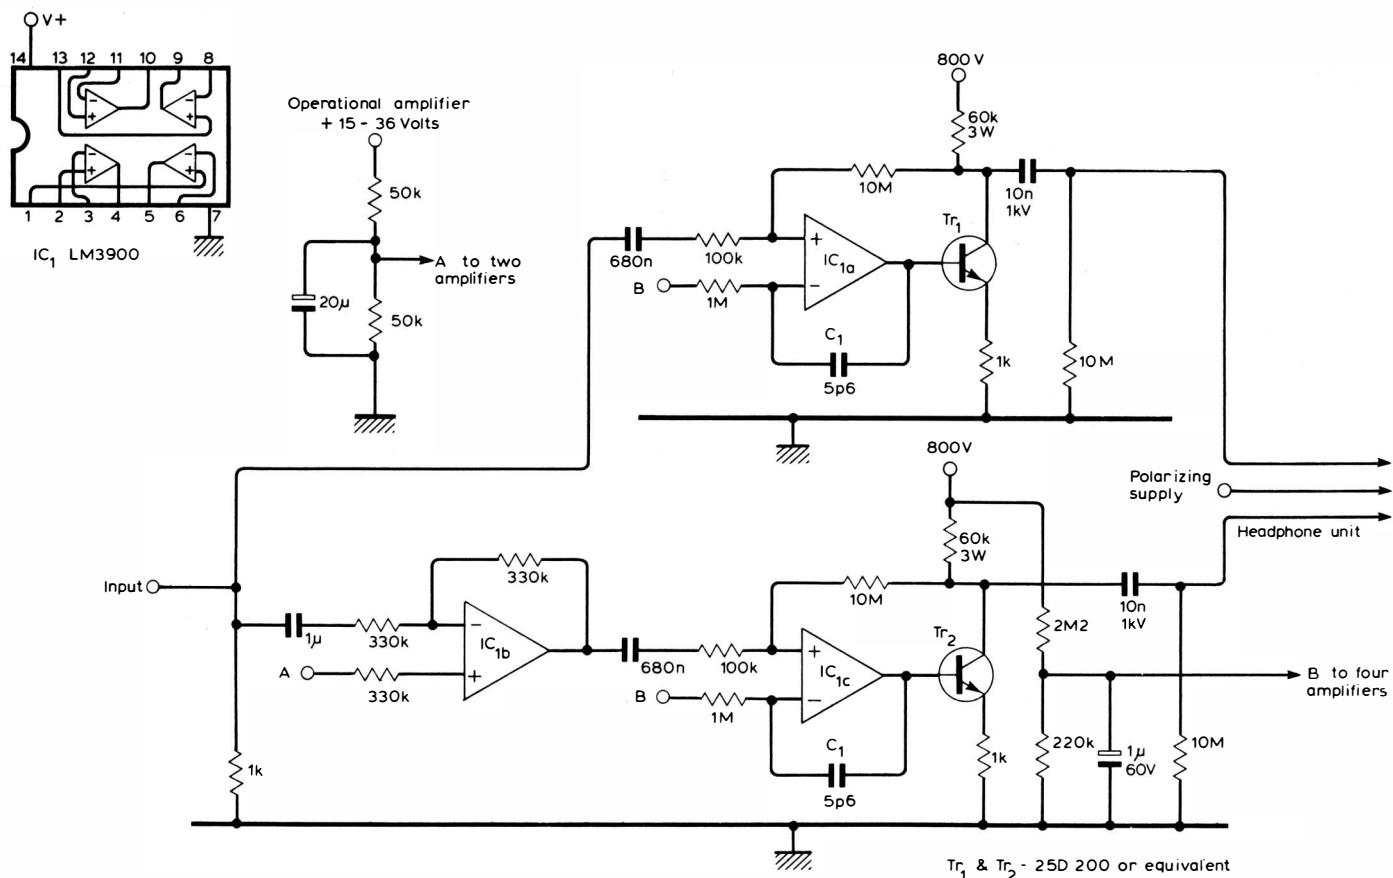 V+
14 13 12 11 10 9 8
1 2 3 4 5 6 7
IC1 LM3900
Operational amplifier
+ 15 - 36 Volts
50k
20µ
50k
A to two
amplifiers
800V
60k
3W
10M
10n
1kV
Tr1
680n
100k
IC1a
B
1M
C1
5p6
1k
10M
800V
Polarizing
supply
Headphone unit
60k
3W
Input
330k
10M
10n
1kV
1µ
330k
IC1b
680n
100k
IC1c
Tr2
2M2
A
330k
B
1M
B to four
amplifiers
C1
5p6
1k
1k
220k
1µ
60V
10M
Tr1 & Tr2 - 25D 200 or equivalent